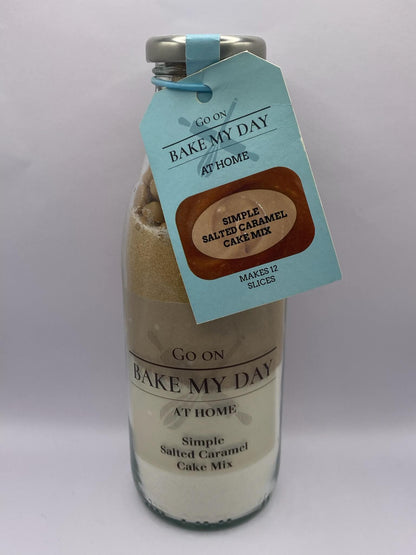 GO ON
BAKE MY DAY
AT HOME
SIMPLE
SALTED CARAMEL
CAKE MIX
MAKES 12
SLICES
GO ON
BAKE MY DAY
AT HOME
Simple
Salted Caramel
Cake Mix